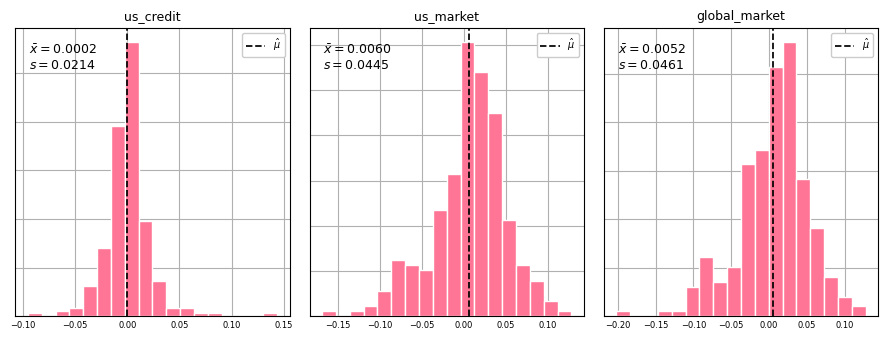 us_credit
x̄ = 0.0002
s = 0.0214
μ̂
−0.10 −0.05 0.00 0.05 0.10 0.15
us_market
x̄ = 0.0060
s = 0.0445
μ̂
−0.15 −0.10 −0.05 0.00 0.05 0.10
global_market
x̄ = 0.0052
s = 0.0461
μ̂
−0.20 −0.15 −0.10 −0.05 0.00 0.05 0.10